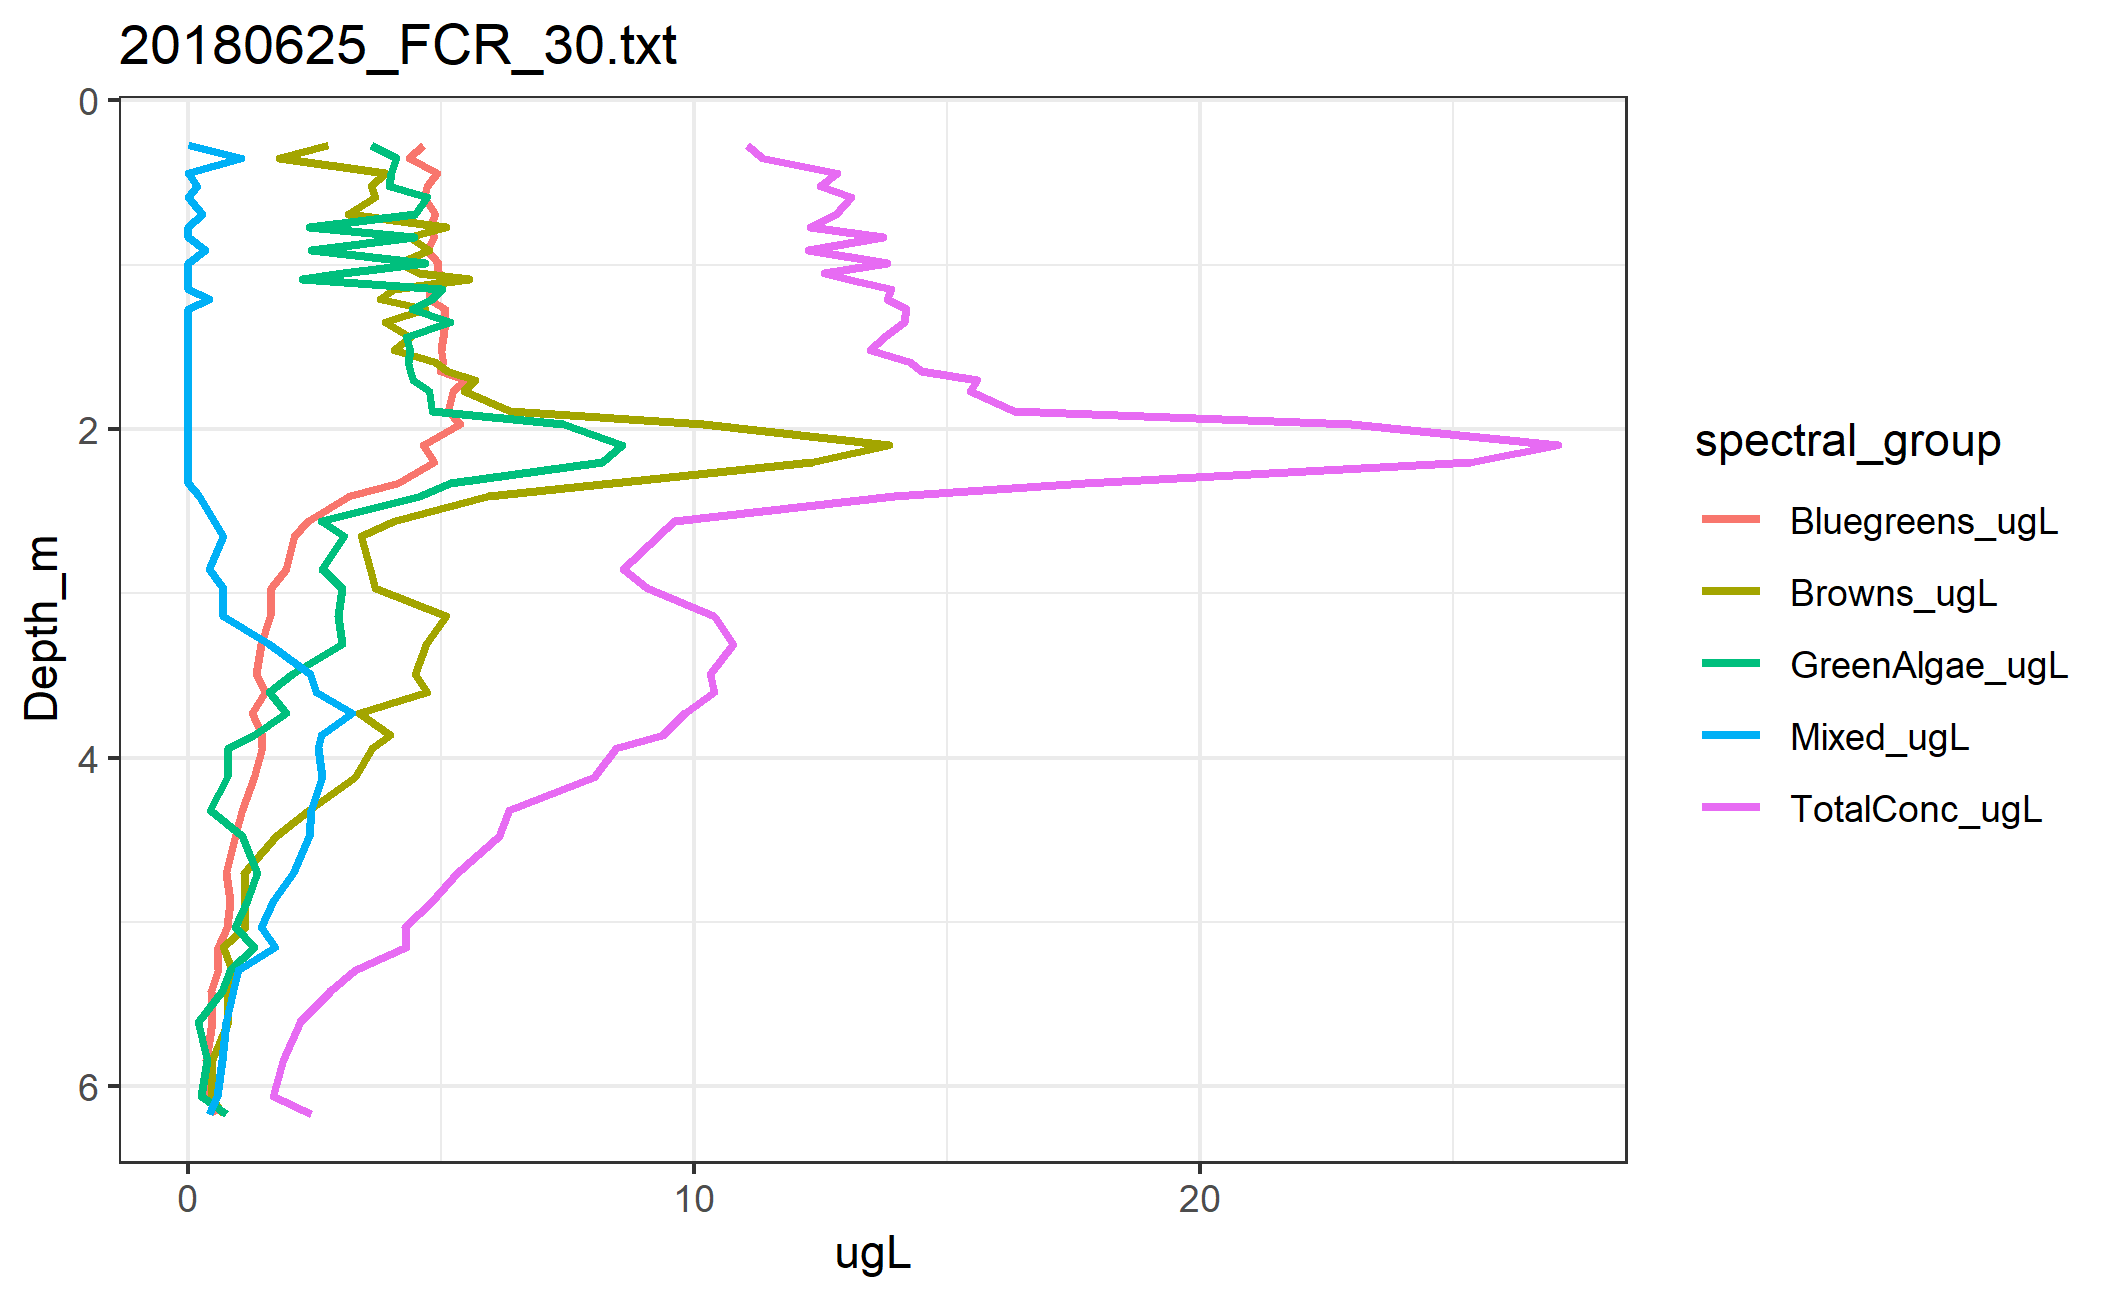 20180625_FCR_30.txt
0
2
4
6
Depth_m
0
10
20
ugL
spectral_group
Bluegreens_ugL
Browns_ugL
GreenAlgae_ugL
Mixed_ugL
TotalConc_ugL